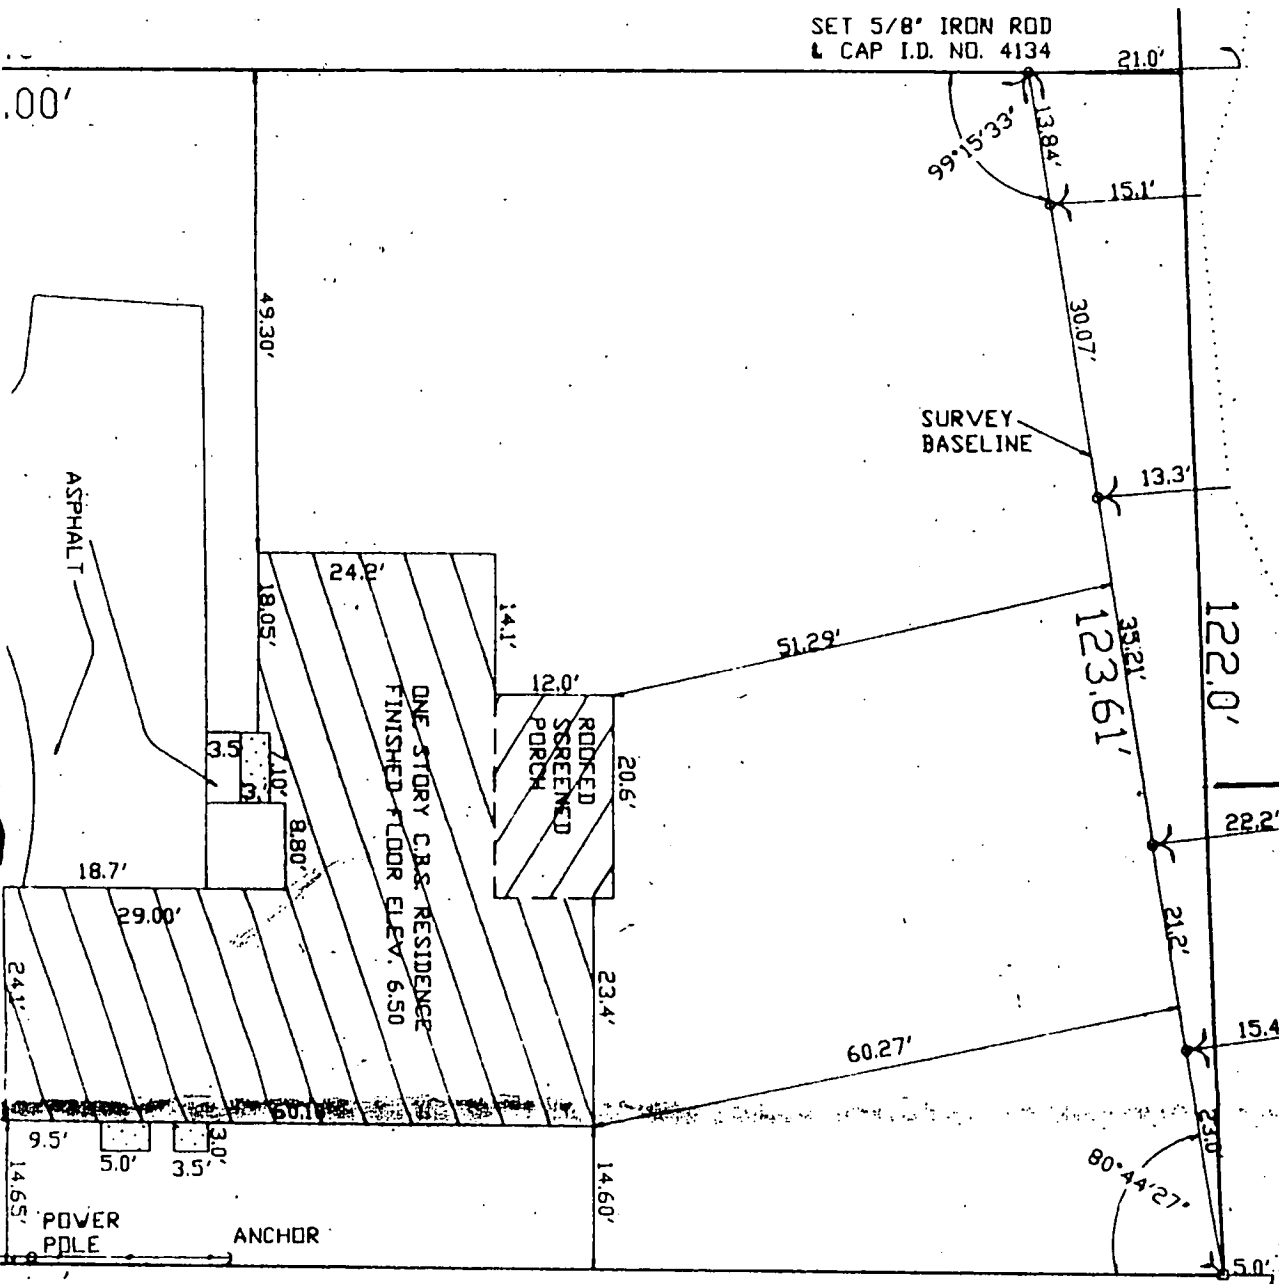 SET 5/8" IRON ROD
& CAP I.D. NO. 4134
21.0'
.00'
13.84'
99°15'33"
15.1'
49.30'
30.07'
SURVEY
BASELINE
13.3'
ASPHALT
24.2'
18.05'
14.1'
51.29'
35.21'
123.61'
122.0'
12.0'
ROOFED
SCREENED
PORCH
20.6'
ONE STORY C.B.S. RESIDENCE
FINISHED FLOOR ELEV. 6.50
3.5
7.10'
3.'
8.80'
22.2'
18.7'
29.00'
21.2'
24.1'
23.4'
60.27'
15.4
23.0'
9.5'
5.0'
3.5'
3.0'
80°44'27"
14.65'
14.60'
POWER
POLE
ANCHOR
5.0'